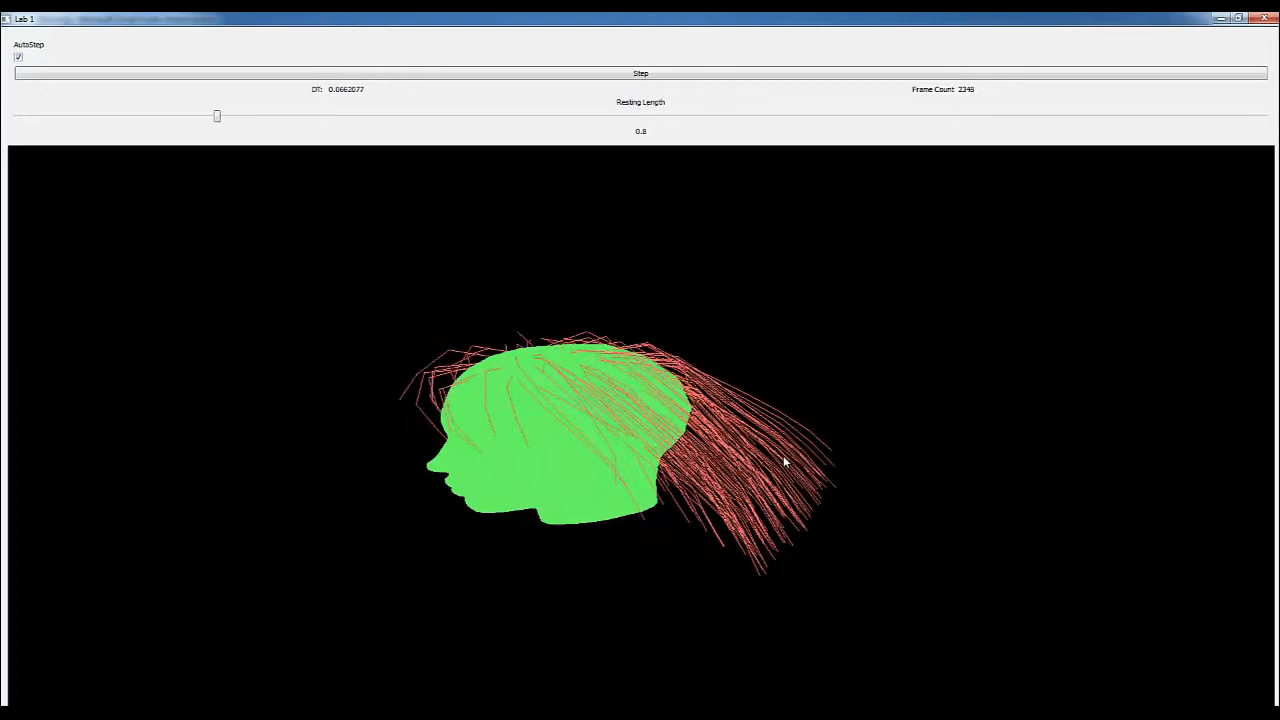 Lab 1
AutoStep
Step
DT: 0.0662077
Frame Count 2348
Resting Length
0.8